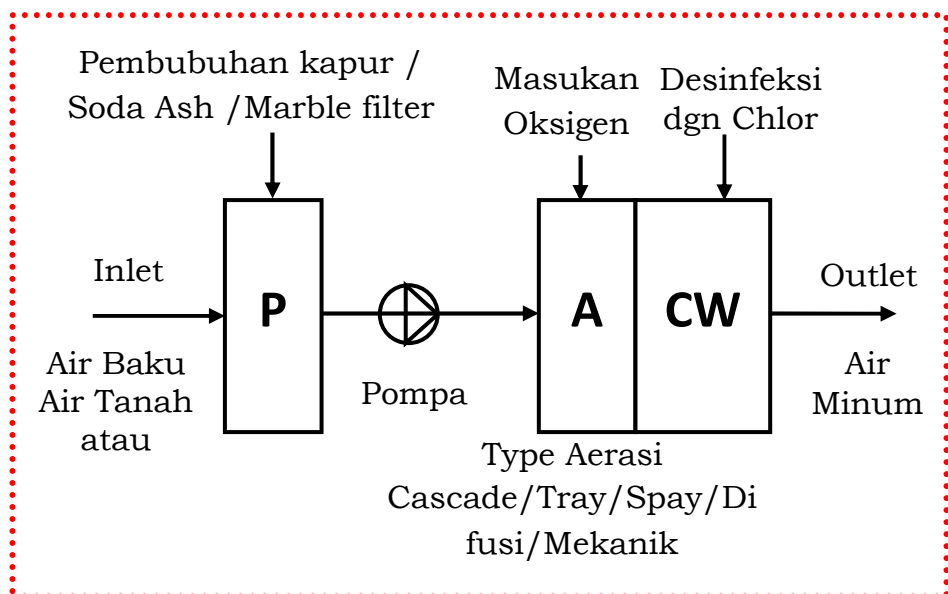 Pembubuhan kapur /
Soda Ash /Marble filter
Masukan
Oksigen
Desinfeksi
dgn Chlor
Inlet
P
A
CW
Outlet
Air Baku
Air Tanah
atau
Pompa
Air
Minum
Type Aerasi
Cascade/Tray/Spay/Di
fusi/Mekanik